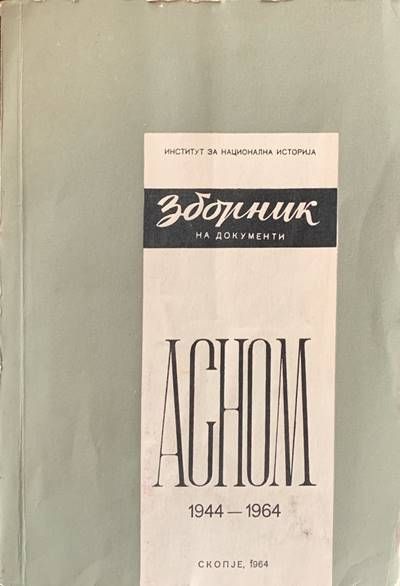 ИНСТИТУТ ЗА НАЦИОНАЛНА ИСТОРИЈА
Зборник
НА ДОКУМЕНТИ
АСНОМ
1944 — 1964
СКОПЈЕ, 1964